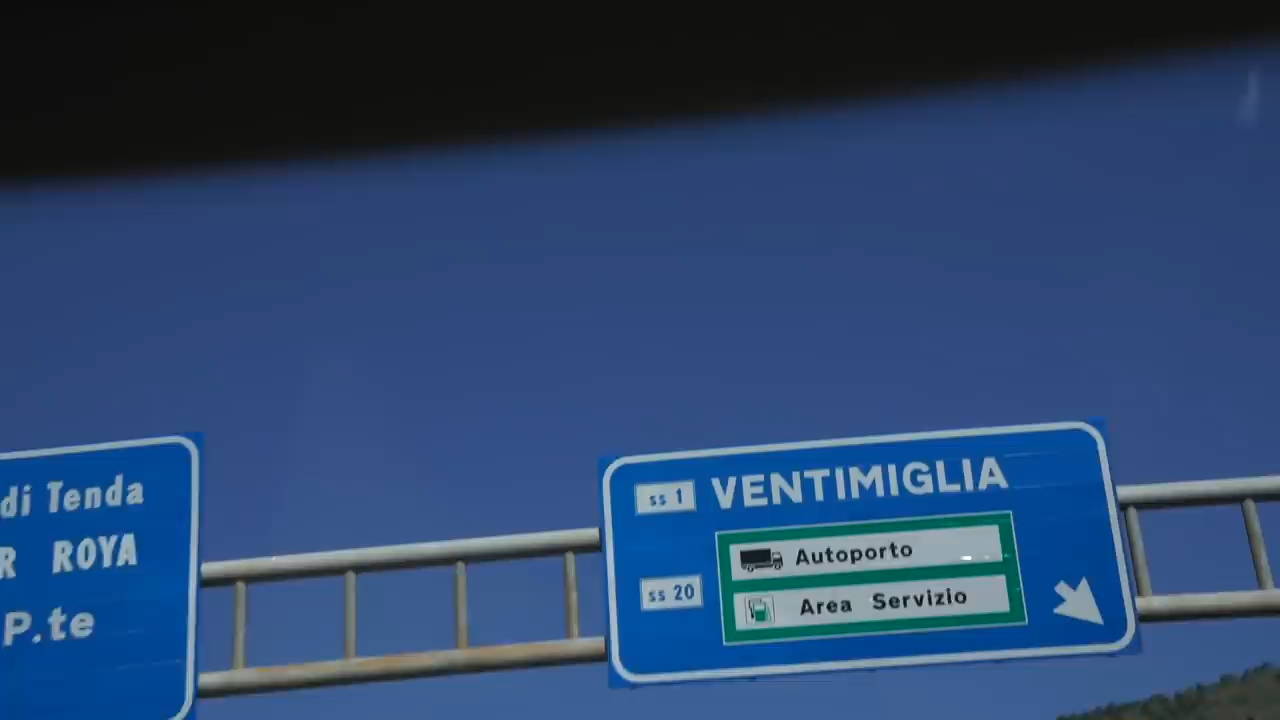 di Tenda
R ROYA
P.te
ss 1 VENTIMIGLIA
Autoporto
ss 20
Area Servizio